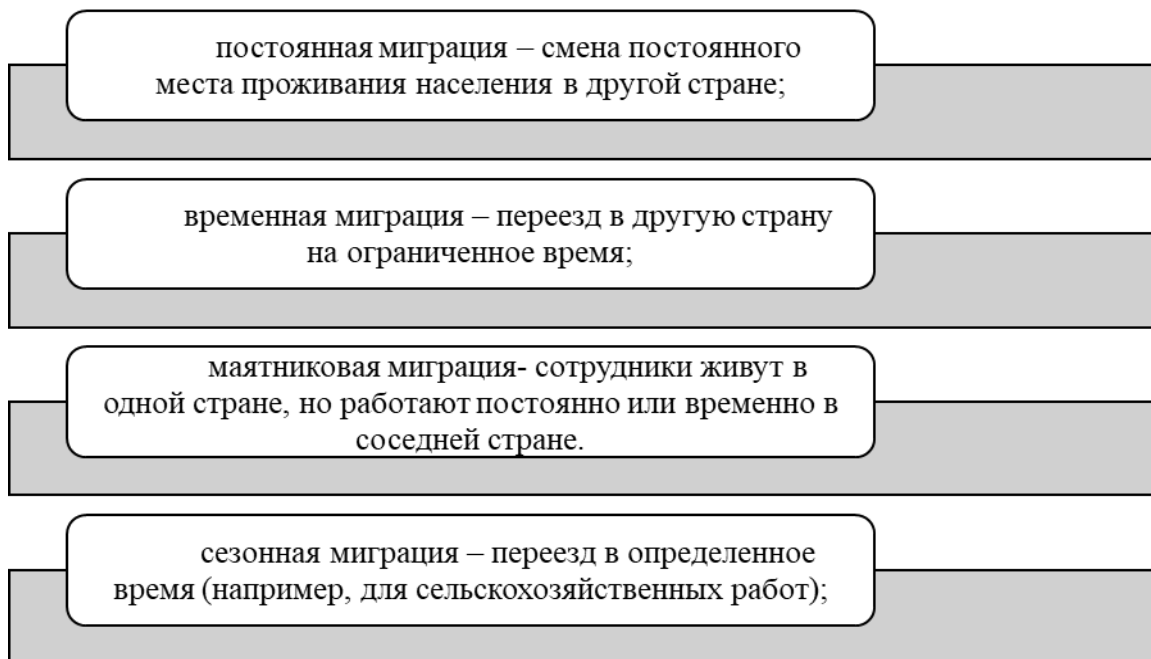 постоянная миграция – смена постоянного
места проживания населения в другой стране;
временная миграция – переезд в другую страну
на ограниченное время;
маятниковая миграция- сотрудники живут в
одной стране, но работают постоянно или временно в
соседней стране.
сезонная миграция – переезд в определенное
время (например, для сельскохозяйственных работ);